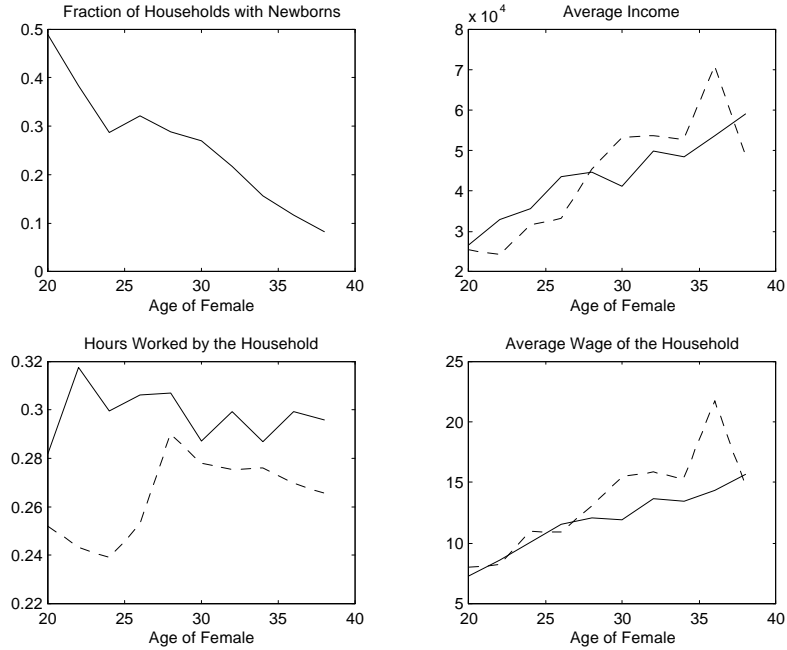 Fraction of Households with Newborns
0.5
0.4
0.3
0.2
0.1
0
20 25 30 35 40
Age of Female
Average Income
x 10^4
8
7
6
5
4
3
2
20 25 30 35 40
Age of Female
Hours Worked by the Household
0.32
0.3
0.28
0.26
0.24
0.22
20 25 30 35 40
Age of Female
Average Wage of the Household
25
20
15
10
5
20 25 30 35 40
Age of Female